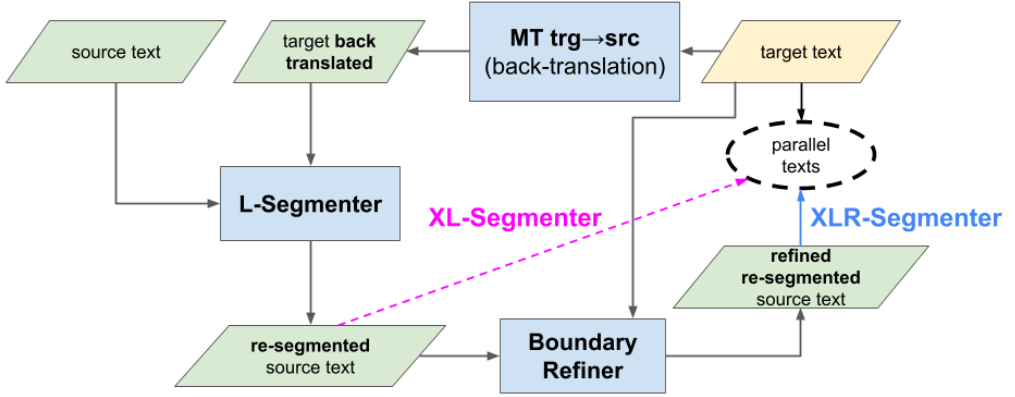 source text
target back
translated
MT trg→src
(back-translation)
target text
parallel
texts
L-Segmenter
XL-Segmenter
XLR-Segmenter
refined
re-segmented
source text
re-segmented
source text
Boundary
Refiner